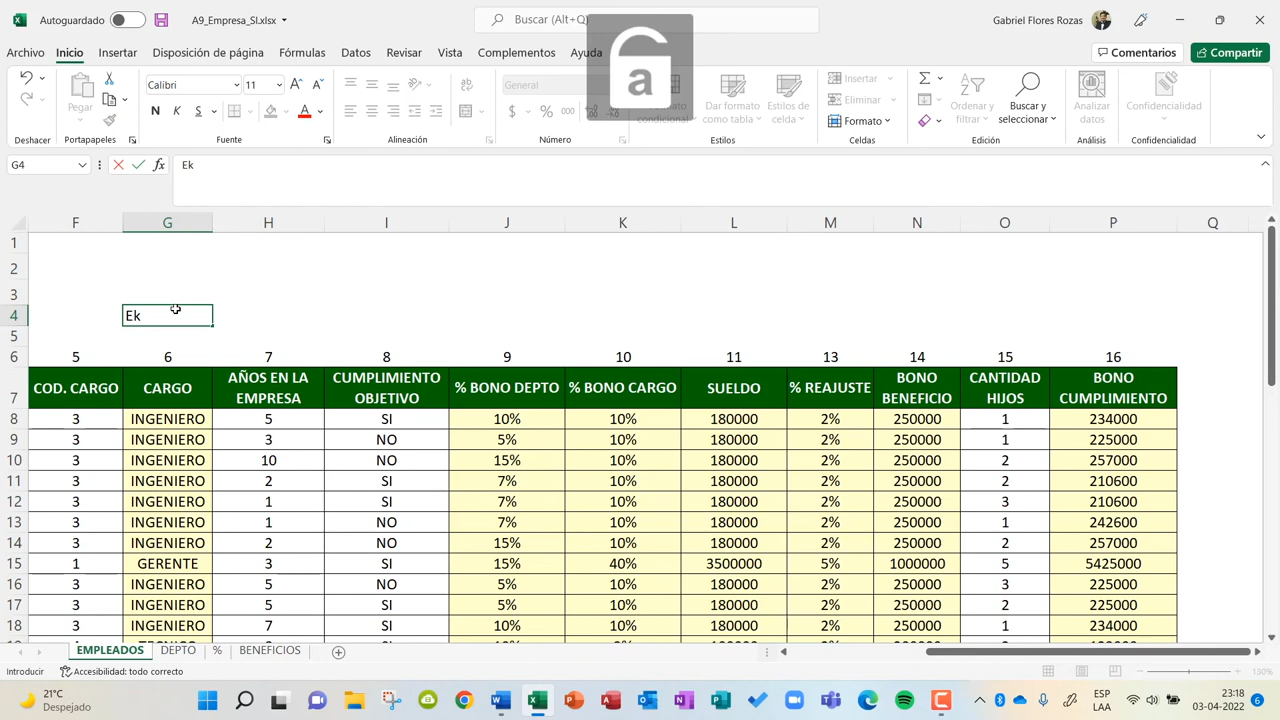 Autoguardado A9_Empresa_SI.xlsx Buscar (Alt+Q) Gabriel Flores Rozas
Archivo Inicio Insertar Disposición de página Fórmulas Datos Revisar Vista Complementos Ayuda Comentarios Compartir
a
Pegar Calibri 11 General Formato condicional Dar formato como tabla Estilos de celda Insertar Eliminar Formato Ordenar y filtrar Buscar y seleccionar Analizar datos Confidencialidad
N K S $ % 000
Deshacer Portapapeles Fuente Alineación Número Estilos Celdas Edición Análisis Confidencialidad
G4 fx Ek
F G H I J K L M N O P Q
1
2
3
4 Ek
5
6 5 6 7 8 9 10 11 13 14 15 16
7 COD. CARGO CARGO AÑOS EN LA EMPRESA CUMPLIMIENTO OBJETIVO % BONO DEPTO % BONO CARGO SUELDO % REAJUSTE BONO BENEFICIO CANTIDAD HIJOS BONO CUMPLIMIENTO
8 3 INGENIERO 5 SI 10% 10% 180000 2% 250000 1 234000
9 3 INGENIERO 3 NO 5% 10% 180000 2% 250000 1 225000
10 3 INGENIERO 10 NO 15% 10% 180000 2% 250000 2 257000
11 3 INGENIERO 2 SI 7% 10% 180000 2% 250000 2 210600
12 3 INGENIERO 1 SI 7% 10% 180000 2% 250000 3 210600
13 3 INGENIERO 1 NO 7% 10% 180000 2% 250000 1 242600
14 3 INGENIERO 2 NO 15% 10% 180000 2% 250000 2 257000
15 1 GERENTE 3 SI 15% 40% 3500000 5% 1000000 5 5425000
16 3 INGENIERO 5 NO 5% 10% 180000 2% 250000 3 225000
17 3 INGENIERO 5 SI 5% 10% 180000 2% 250000 2 225000
18 3 INGENIERO 7 SI 10% 10% 180000 2% 250000 1 234000
EMPLEADOS DEPTO % BENEFICIOS
Introducir Accesibilidad: todo correcto 130%
21°C Despejado ESP LAA 23:18 03-04-2022 6